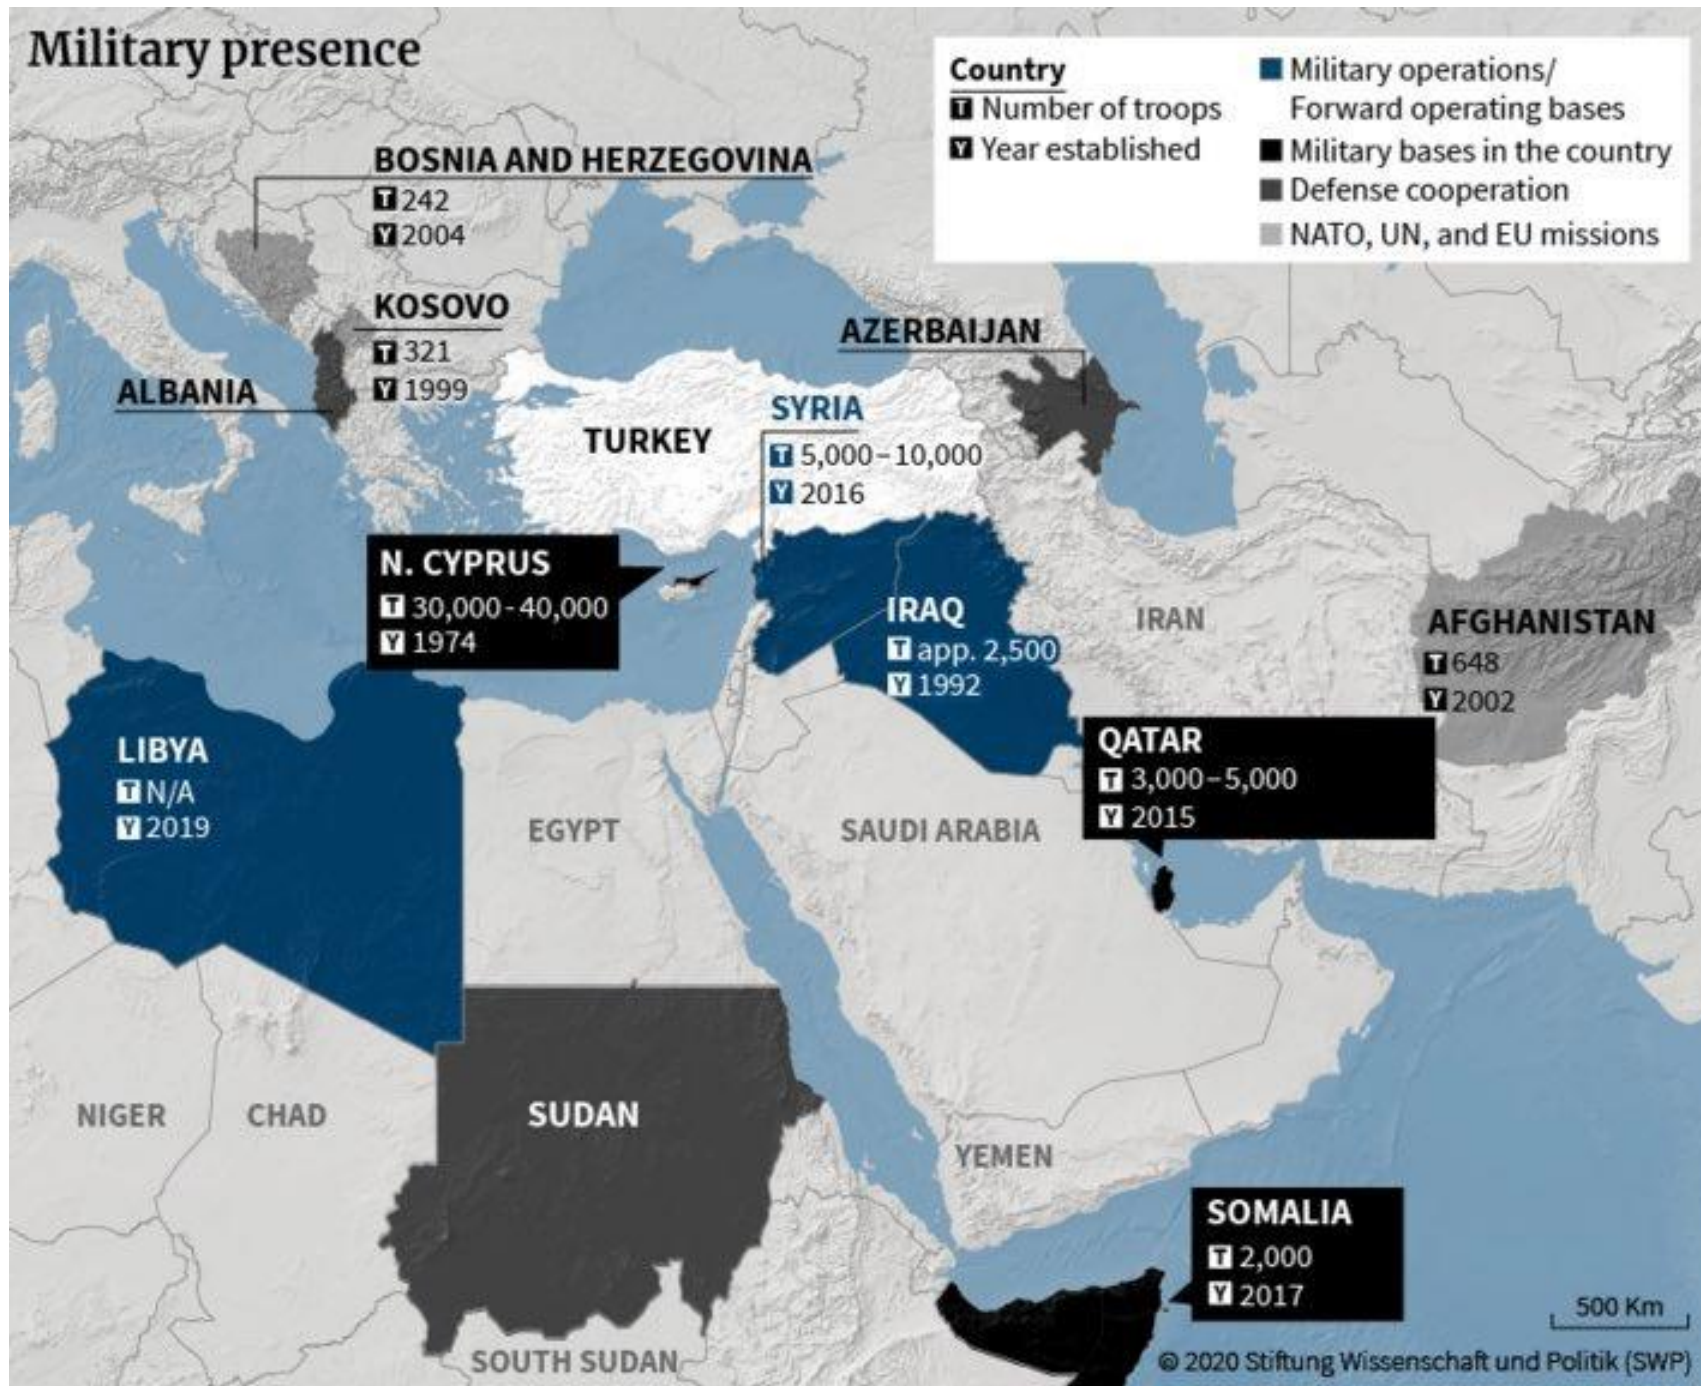 Military presence
Country
T Number of troops
Y Year established
Military operations/
Forward operating bases
Military bases in the country
Defense cooperation
NATO, UN, and EU missions
BOSNIA AND HERZEGOVINA
T 242
Y 2004
KOSOVO
T 321
Y 1999
ALBANIA
AZERBAIJAN
TURKEY
SYRIA
T 5,000–10,000
Y 2016
N. CYPRUS
T 30,000-40,000
Y 1974
IRAQ
T app. 2,500
Y 1992
IRAN
AFGHANISTAN
T 648
Y 2002
LIBYA
T N/A
Y 2019
EGYPT
SAUDI ARABIA
QATAR
T 3,000–5,000
Y 2015
NIGER
CHAD
SUDAN
YEMEN
SOMALIA
T 2,000
Y 2017
SOUTH SUDAN
500 Km
© 2020 Stiftung Wissenschaft und Politik (SWP)